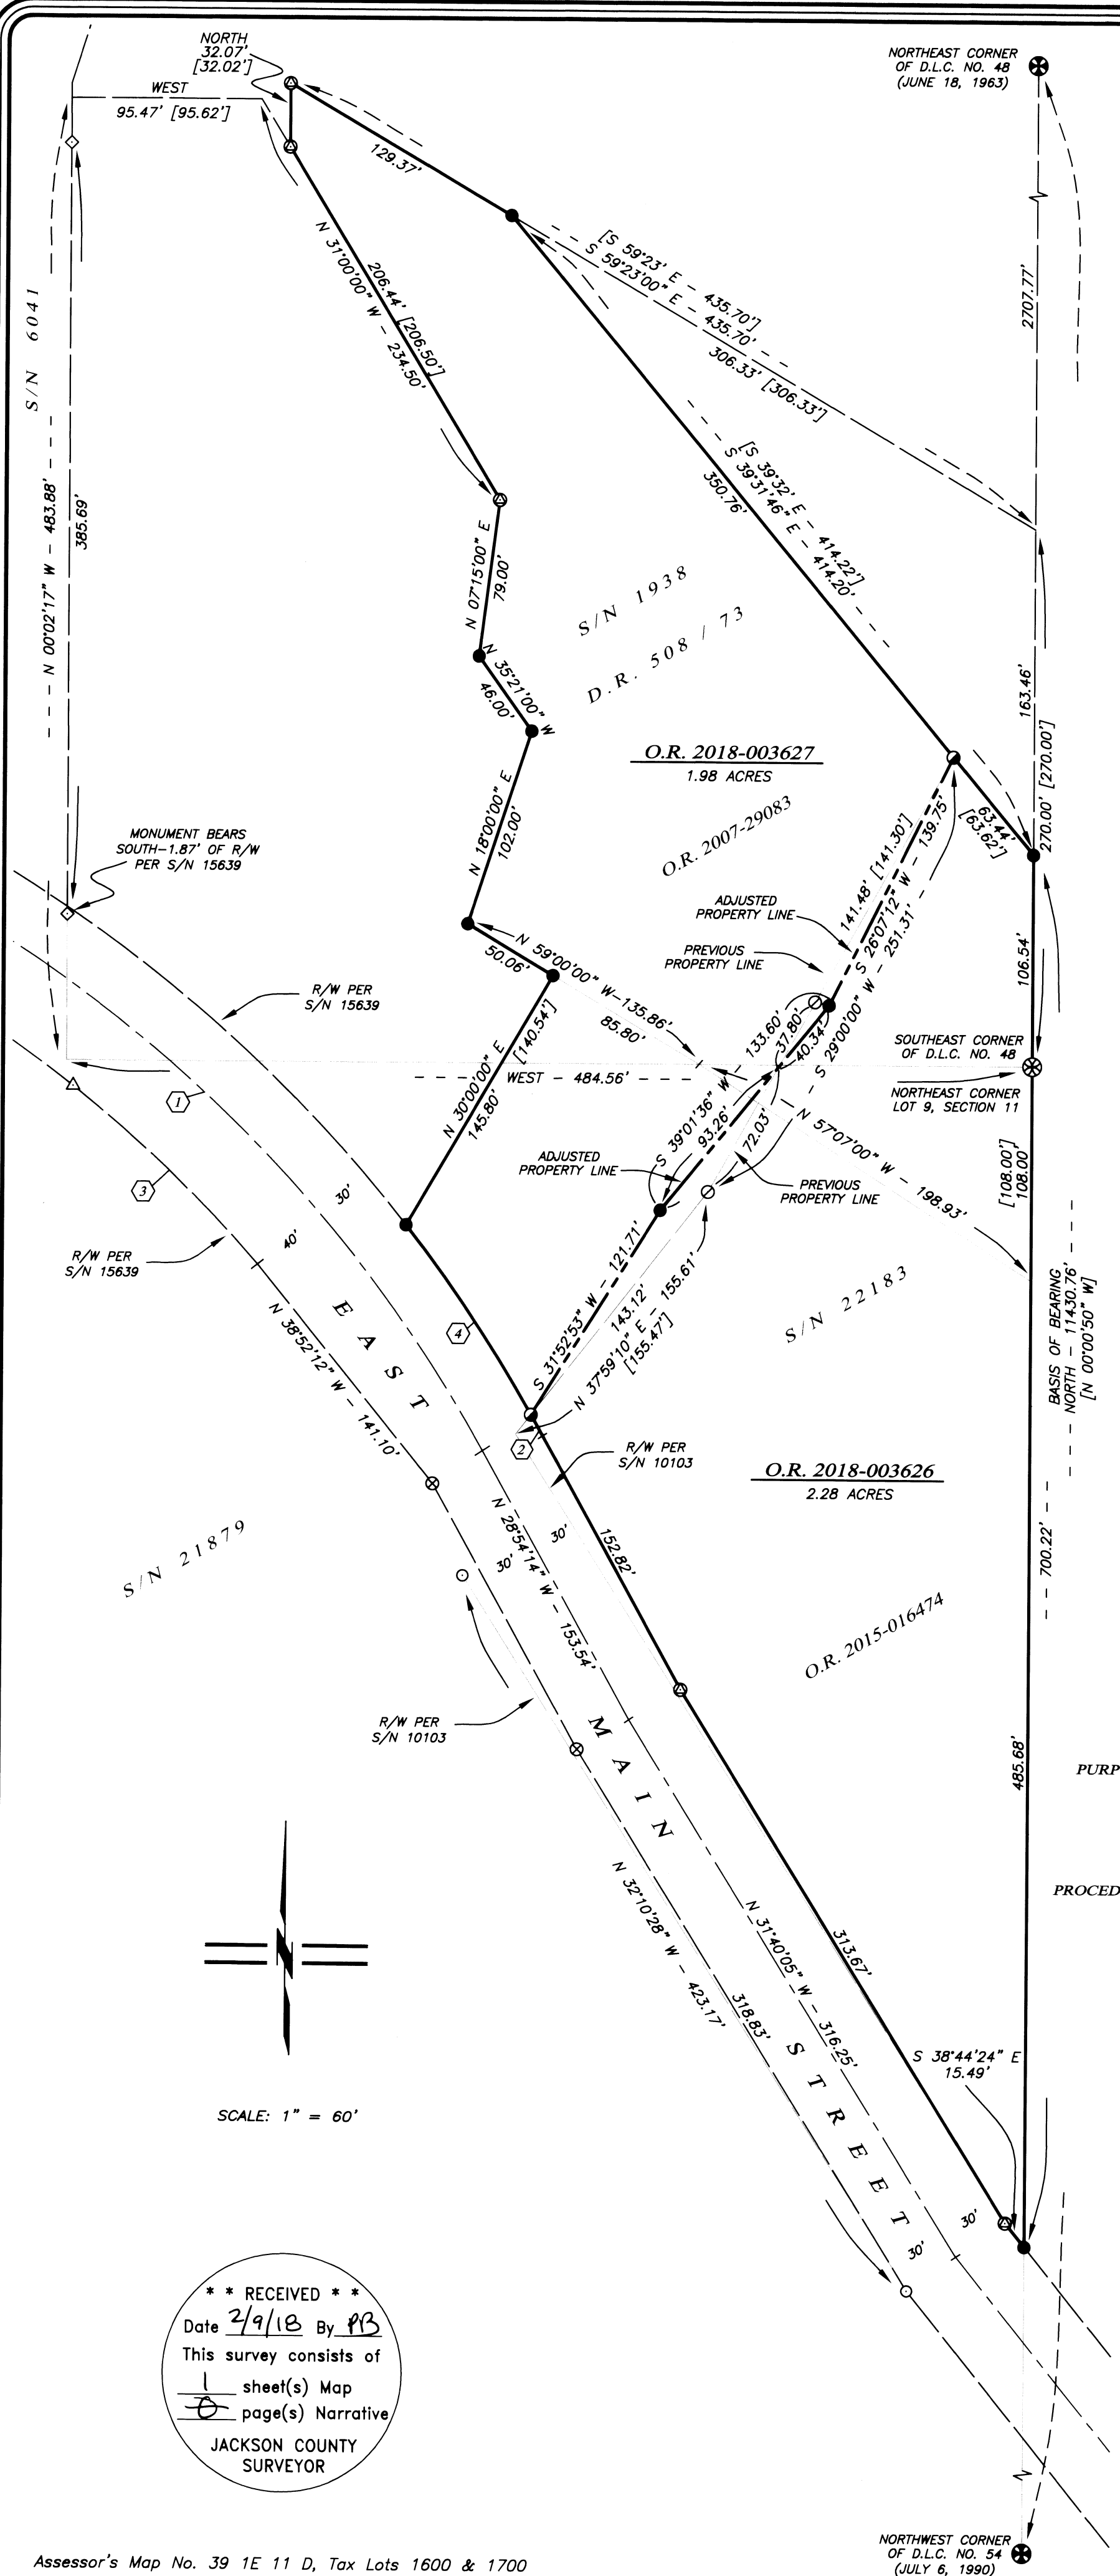 NORTH
32.07'
[32.02']
WEST
95.47' [95.62']
NORTHEAST CORNER
OF D.L.C. NO. 48
(JUNE 18, 1963)
129.37'
N 31°00'00" W - 234.50'
206.44' [206.50']
[S 59°23' E - 435.70']
S 59°23'00" E - 435.70'
306.33' [306.33']
2707.77'
S/N 6041
N 00°02'17" W - 483.88'
385.69'
[S 39°32' E - 414.22']
S 39°31'46" E - 414.20'
350.76'
N 07°15'00" E
79.00'
S/N 1938
D.R. 508 / 73
N 35°21'00" W
46.00'
163.46'
270.00' [270.00']
O.R. 2018-003627
1.98 ACRES
O.R. 2007-29083
63.44'
[63.62']
N 18°00'00" E
102.00'
MONUMENT BEARS
SOUTH-1.87' OF R/W
PER S/N 15639
141.48' [141.30']
S 26°07'12" W - 139.75'
S 29°00'00" W - 251.31'
ADJUSTED
PROPERTY LINE
PREVIOUS
PROPERTY LINE
106.54'
N 59°00'00" W-135.86'
50.06'
85.80'
R/W PER
S/N 15639
37.80'
40.34'
SOUTHEAST CORNER
OF D.L.C. NO. 48
NORTHEAST CORNER
LOT 9, SECTION 11
N 30°00'00" E
[140.54']
145.80'
WEST - 484.56'
S 39°01'36" W - 133.60'
93.26'
72.03'
N 57°07'00" W - 198.93'
[108.00']
108.00'
1
3
ADJUSTED
PROPERTY LINE
PREVIOUS
PROPERTY LINE
30'
40'
R/W PER
S/N 15639
S 31°52'53" W - 121.71'
143.12'
N 37°59'10" E - 155.61'
[155.47']
S/N 22183
BASIS OF BEARING
NORTH - 11430.76'
[N 00°00'50" W]
N 38°52'12" W - 141.10'
4
2
R/W PER
S/N 10103
O.R. 2018-003626
2.28 ACRES
S/N 21879
N 28°54'14" W - 153.54'
30'
30'
152.82'
700.22'
O.R. 2015-016474
R/W PER
S/N 10103
EAST MAIN STREET
485.68'
PURP
PROCED
N 32°10'28" W - 423.17'
318.83'
N 31°40'05" W - 316.25'
313.67'
S 38°44'24" E
15.49'
SCALE: 1" = 60'
30'
30'
* * RECEIVED * *
Date 2/9/18 By PB
This survey consists of
1 sheet(s) Map
0 page(s) Narrative
JACKSON COUNTY
SURVEYOR
NORTHWEST CORNER
OF D.L.C. NO. 54
(JULY 6, 1990)
Assessor's Map No. 39 1E 11 D, Tax Lots 1600 & 1700